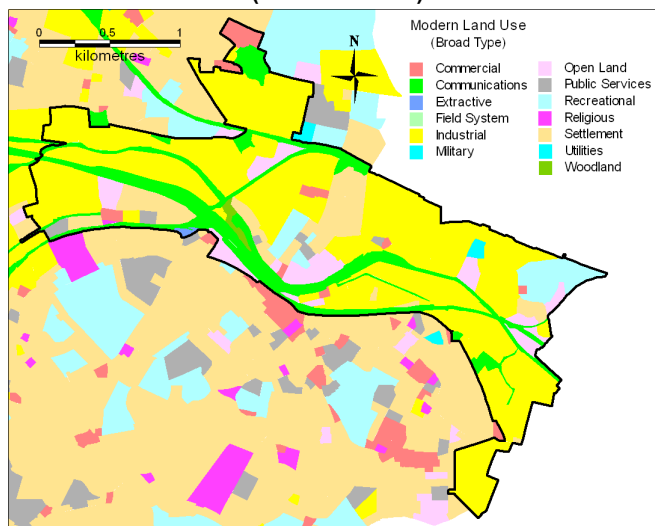 0 0.5 1
kilometres
N
Modern Land Use
(Broad Type)
Commercial
Communications
Extractive
Field System
Industrial
Military
Open Land
Public Services
Recreational
Religious
Settlement
Utilities
Woodland